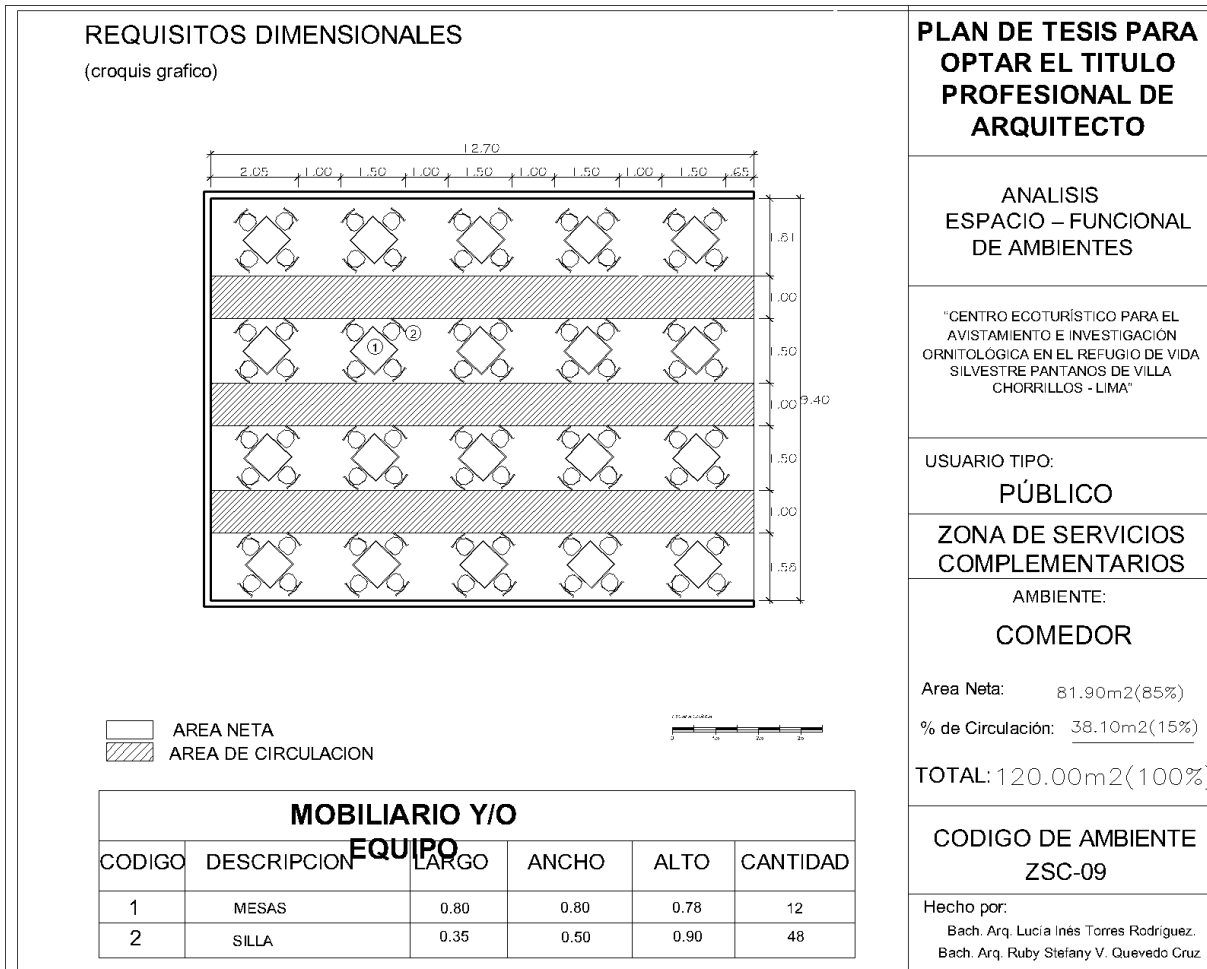 REQUISITOS DIMENSIONALES
(croquis grafico)
12.70
2.05 1.00 1.50 1.00 1.50 1.00 1.50 1.00 1.50 .65
1.81
1.00
1.50
1.00
9.40
1.50
1.00
1.58
1
2
AREA NETA
AREA DE CIRCULACION
MOBILIARIO Y/O
EQUIPO
CODIGO DESCRIPCION LARGO ANCHO ALTO CANTIDAD
1 MESAS 0.80 0.80 0.78 12
2 SILLA 0.35 0.50 0.90 48
PLAN DE TESIS PARA
OPTAR EL TITULO
PROFESIONAL DE
ARQUITECTO
ANALISIS
ESPACIO – FUNCIONAL
DE AMBIENTES
"CENTRO ECOTURÍSTICO PARA EL
AVISTAMIENTO E INVESTIGACIÓN
ORNITOLÓGICA EN EL REFUGIO DE VIDA
SILVESTRE PANTANOS DE VILLA
CHORRILLOS - LIMA"
USUARIO TIPO:
PÚBLICO
ZONA DE SERVICIOS
COMPLEMENTARIOS
AMBIENTE:
COMEDOR
Area Neta: 81.90m2(85%)
% de Circulación: 38.10m2(15%)
TOTAL: 120.00m2(100%)
CODIGO DE AMBIENTE
ZSC-09
Hecho por:
Bach. Arq. Lucía Inés Torres Rodríguez.
Bach. Arq. Ruby Stefany V. Quevedo Cruz